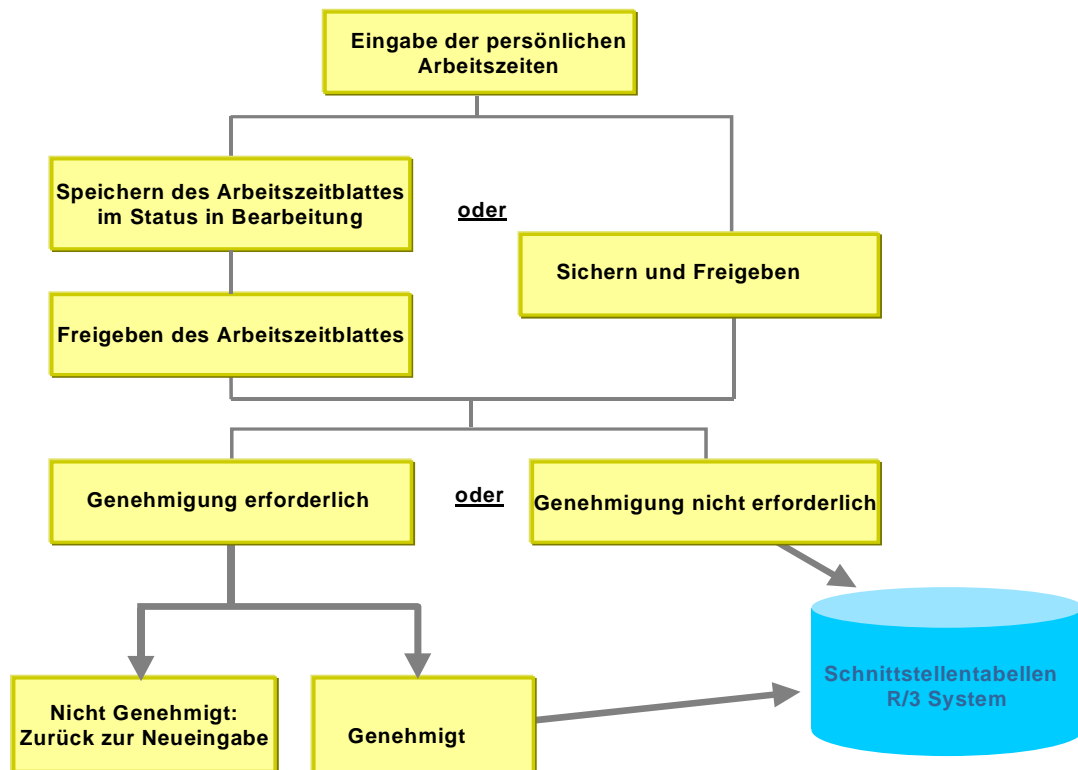 Eingabe der persönlichen
Arbeitszeiten
Speichern des Arbeitszeitblattes
im Status in Bearbeitung
oder
Sichern und Freigeben
Freigeben des Arbeitszeitblattes
Genehmigung erforderlich
oder
Genehmigung nicht erforderlich
Schnittstellentabellen
R/3 System
Nicht Genehmigt:
Zurück zur Neueingabe
Genehmigt